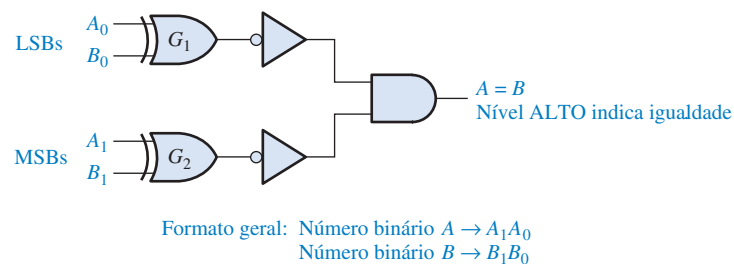 LSBs
A₀
B₀
G₁
A = B
Nível ALTO indica igualdade
MSBs
A₁
B₁
G₂
Formato geral: Número binário A → A₁A₀
Número binário B → B₁B₀